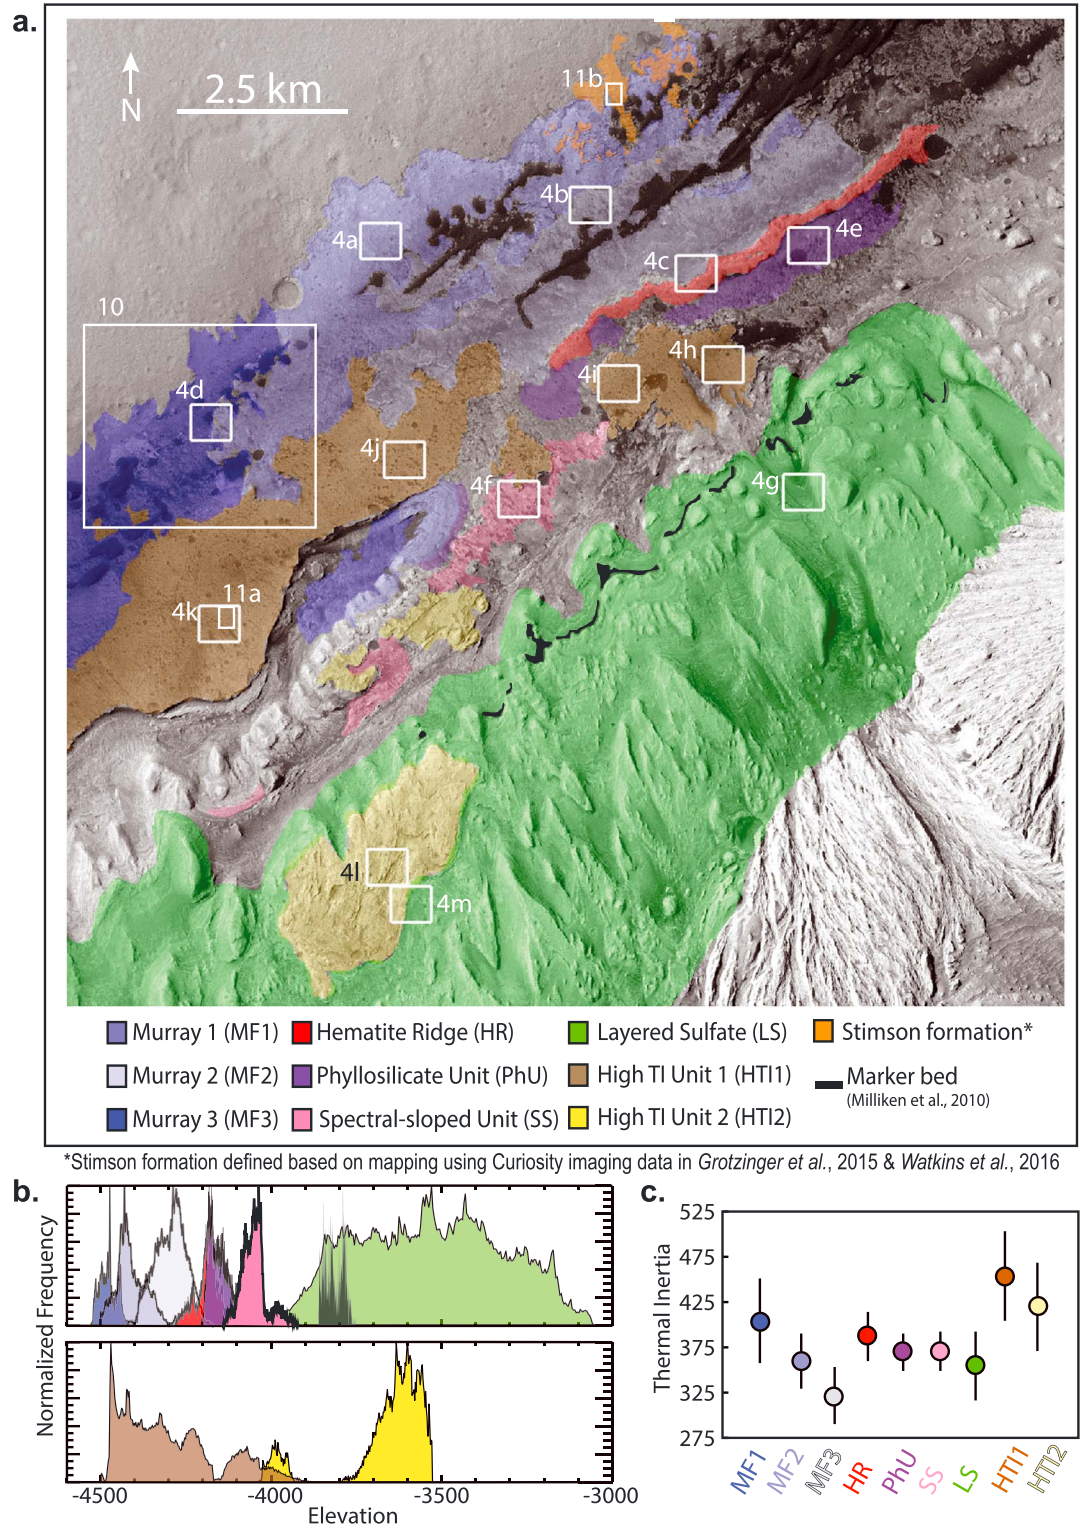 a.
N
2.5 km
11b
4b
4a
4e
4c
10
4h
4i
4d
4j
4f
4g
11a
4k
4l
4m
Murray 1 (MF1)
Hematite Ridge (HR)
Layered Sulfate (LS)
Stimson formation*
Murray 2 (MF2)
Phyllosilicate Unit (PhU)
High TI Unit 1 (HTI1)
Marker bed
(Milliken et al., 2010)
Murray 3 (MF3)
Spectral-sloped Unit (SS)
High TI Unit 2 (HTI2)
*Stimson formation defined based on mapping using Curiosity imaging data in Grotzinger et al., 2015 & Watkins et al., 2016
b.
Normalized Frequency
-4500
-4000
-3500
-3000
Elevation
c.
Thermal Inertia
525
475
425
375
325
275
MF1
MF2
MF3
HR
PhU
SS
LS
HTI1
HTI2